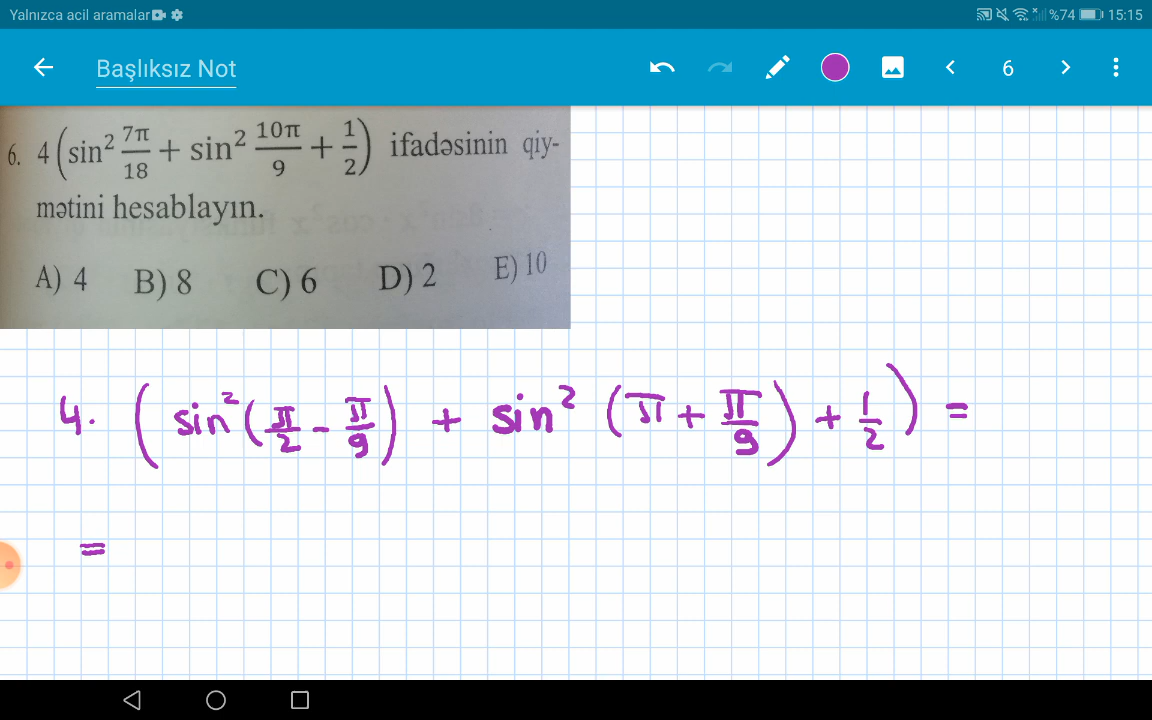 Yalnızca acil aramalar %74 15:15
Başlıksız Not 6
6. 4(sin² 7π/18 + sin² 10π/9 + 1/2) ifadəsinin qiy-
mətini hesablayın.
A) 4 B) 8 C) 6 D) 2 E) 10
4. (sin²(π/2 - π/9) + sin² (π + π/9) + 1/2) =
=